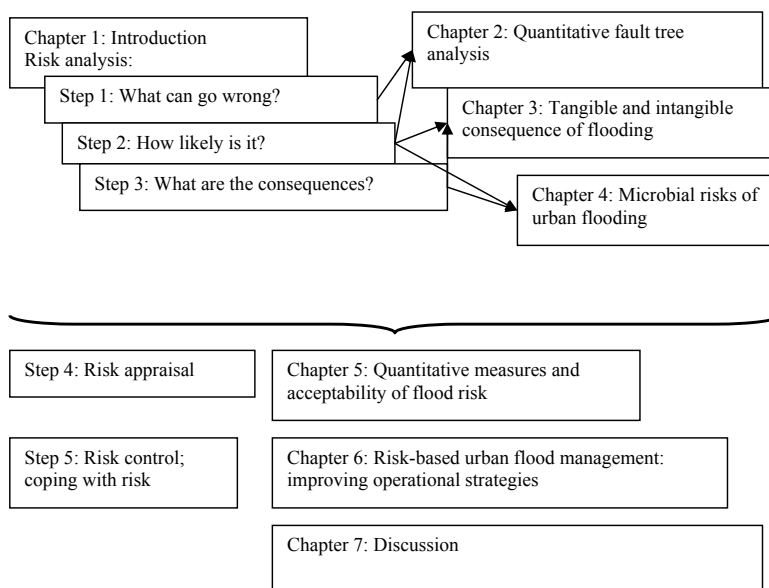 Chapter 1: Introduction
Risk analysis:
Step 1: What can go wrong?
Step 2: How likely is it?
Step 3: What are the consequences?
Chapter 2: Quantitative fault tree
analysis
Chapter 3: Tangible and intangible
consequence of flooding
Chapter 4: Microbial risks of
urban flooding
Step 4: Risk appraisal
Chapter 5: Quantitative measures and
acceptability of flood risk
Step 5: Risk control;
coping with risk
Chapter 6: Risk-based urban flood management:
improving operational strategies
Chapter 7: Discussion